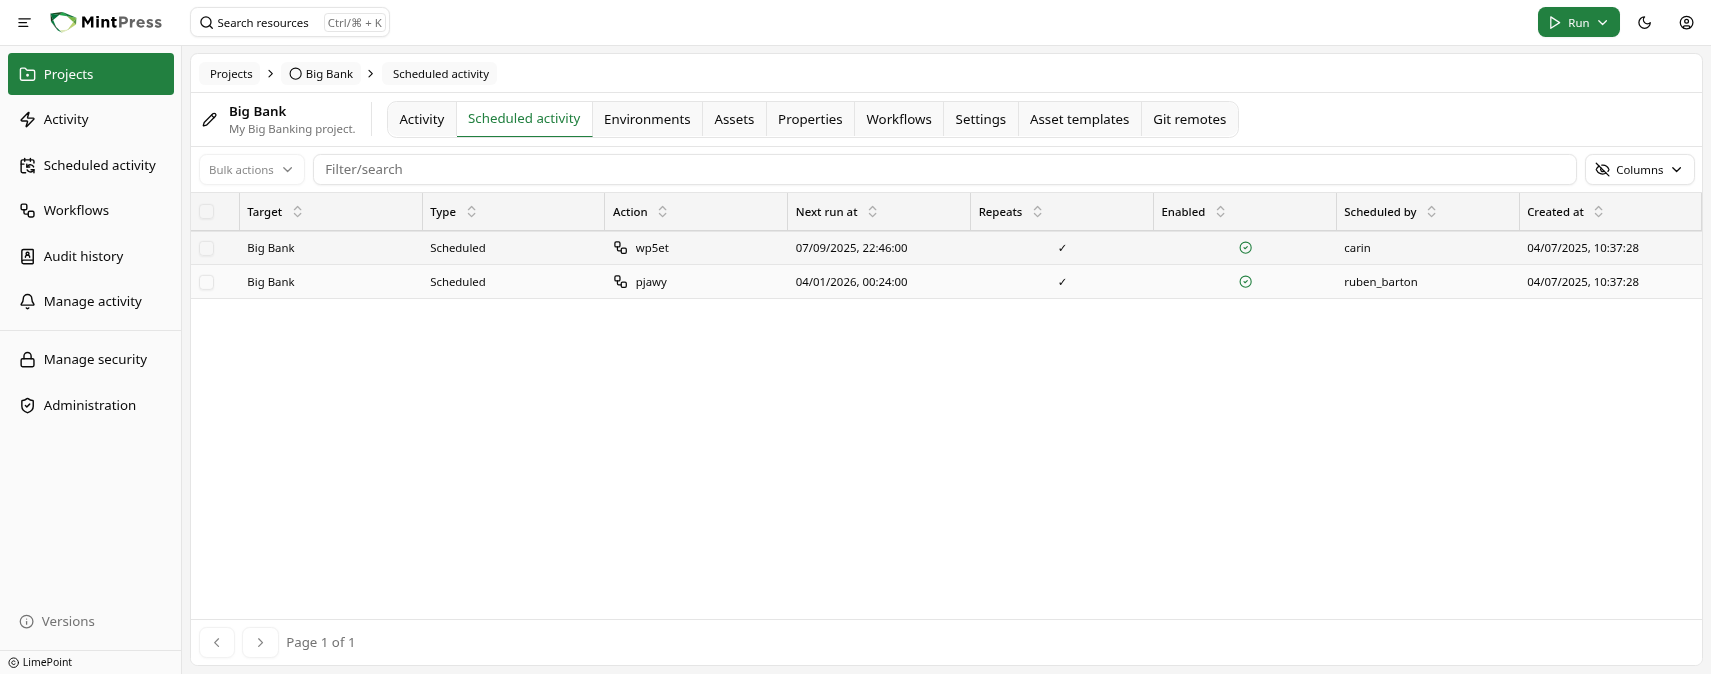 MintPress
Search resources Ctrl/⌘ + K
Run
Projects
Activity
Scheduled activity
Workflows
Audit history
Manage activity
Manage security
Administration
Versions
LimePoint
Projects Big Bank Scheduled activity
Big Bank
My Big Banking project.
Activity Scheduled activity Environments Assets Properties Workflows Settings Asset templates Git remotes
Bulk actions Filter/search Columns
Target Type Action Next run at Repeats Enabled Scheduled by Created at
Big Bank Scheduled wp5et 07/09/2025, 22:46:00 ✓ carin 04/07/2025, 10:37:28
Big Bank Scheduled pjawy 04/01/2026, 00:24:00 ✓ ruben_barton 04/07/2025, 10:37:28
Page 1 of 1